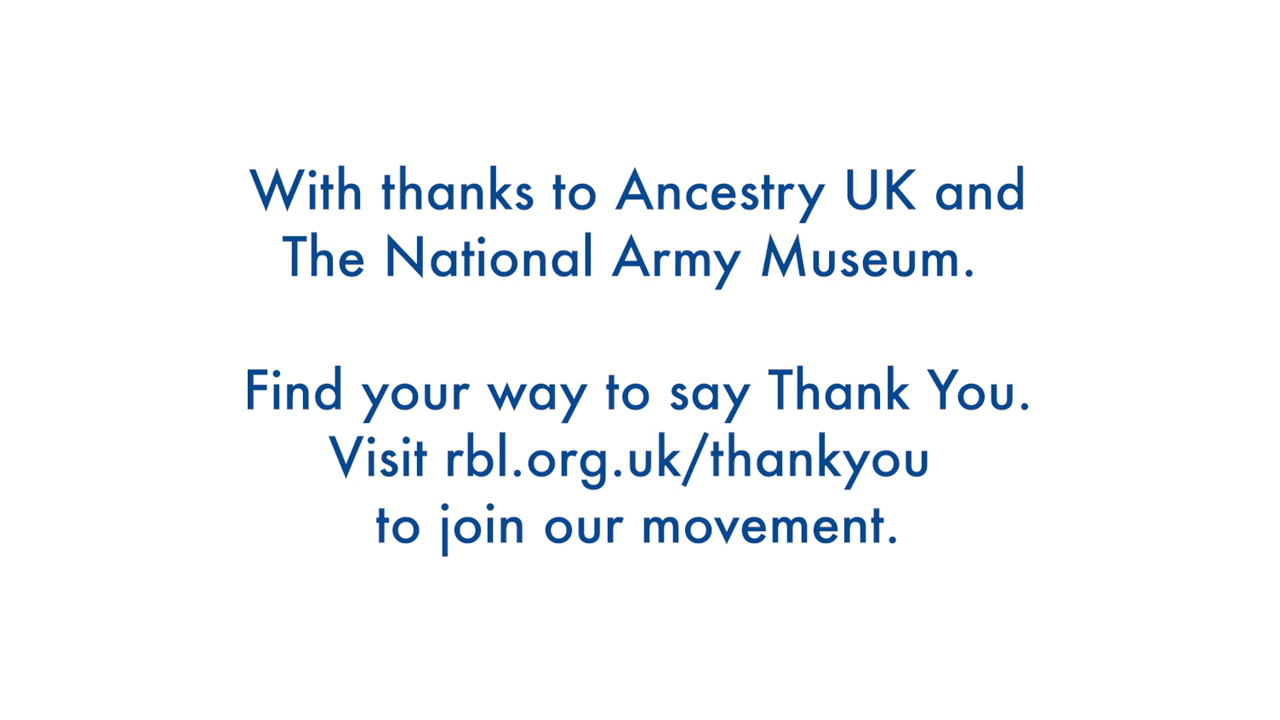 With thanks to Ancestry UK and
The National Army Museum.
Find your way to say Thank You.
Visit rbl.org.uk/thankyou
to join our movement.